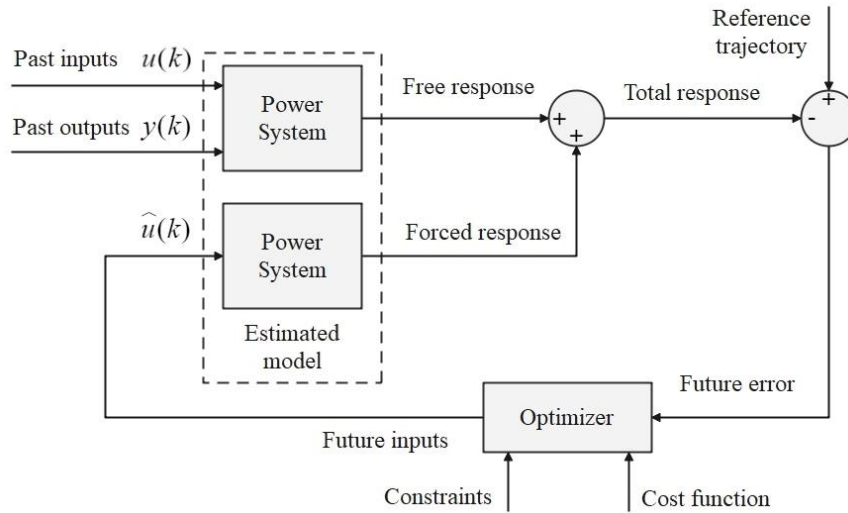 Reference
trajectory
Past inputs u(k)
Free response
Total response
Power
System
+
+
+
-
Past outputs y(k)
û(k)
Power
System
Forced response
Estimated
model
Future error
Optimizer
Future inputs
Constraints
Cost function